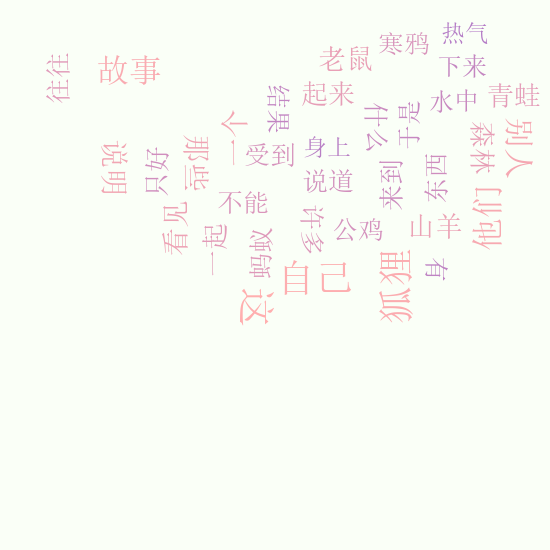 热气
寒鸦
老鼠
下来
往往
故事
起来
水中
青蛙
结果
什么
于是
一个
森林
别人
说明
只好
那些
受到
身上
说道
来到
东西
看见
不能
许多
公鸡
山羊
他们
一起
蚂蚁
自己
狐狸
有
这